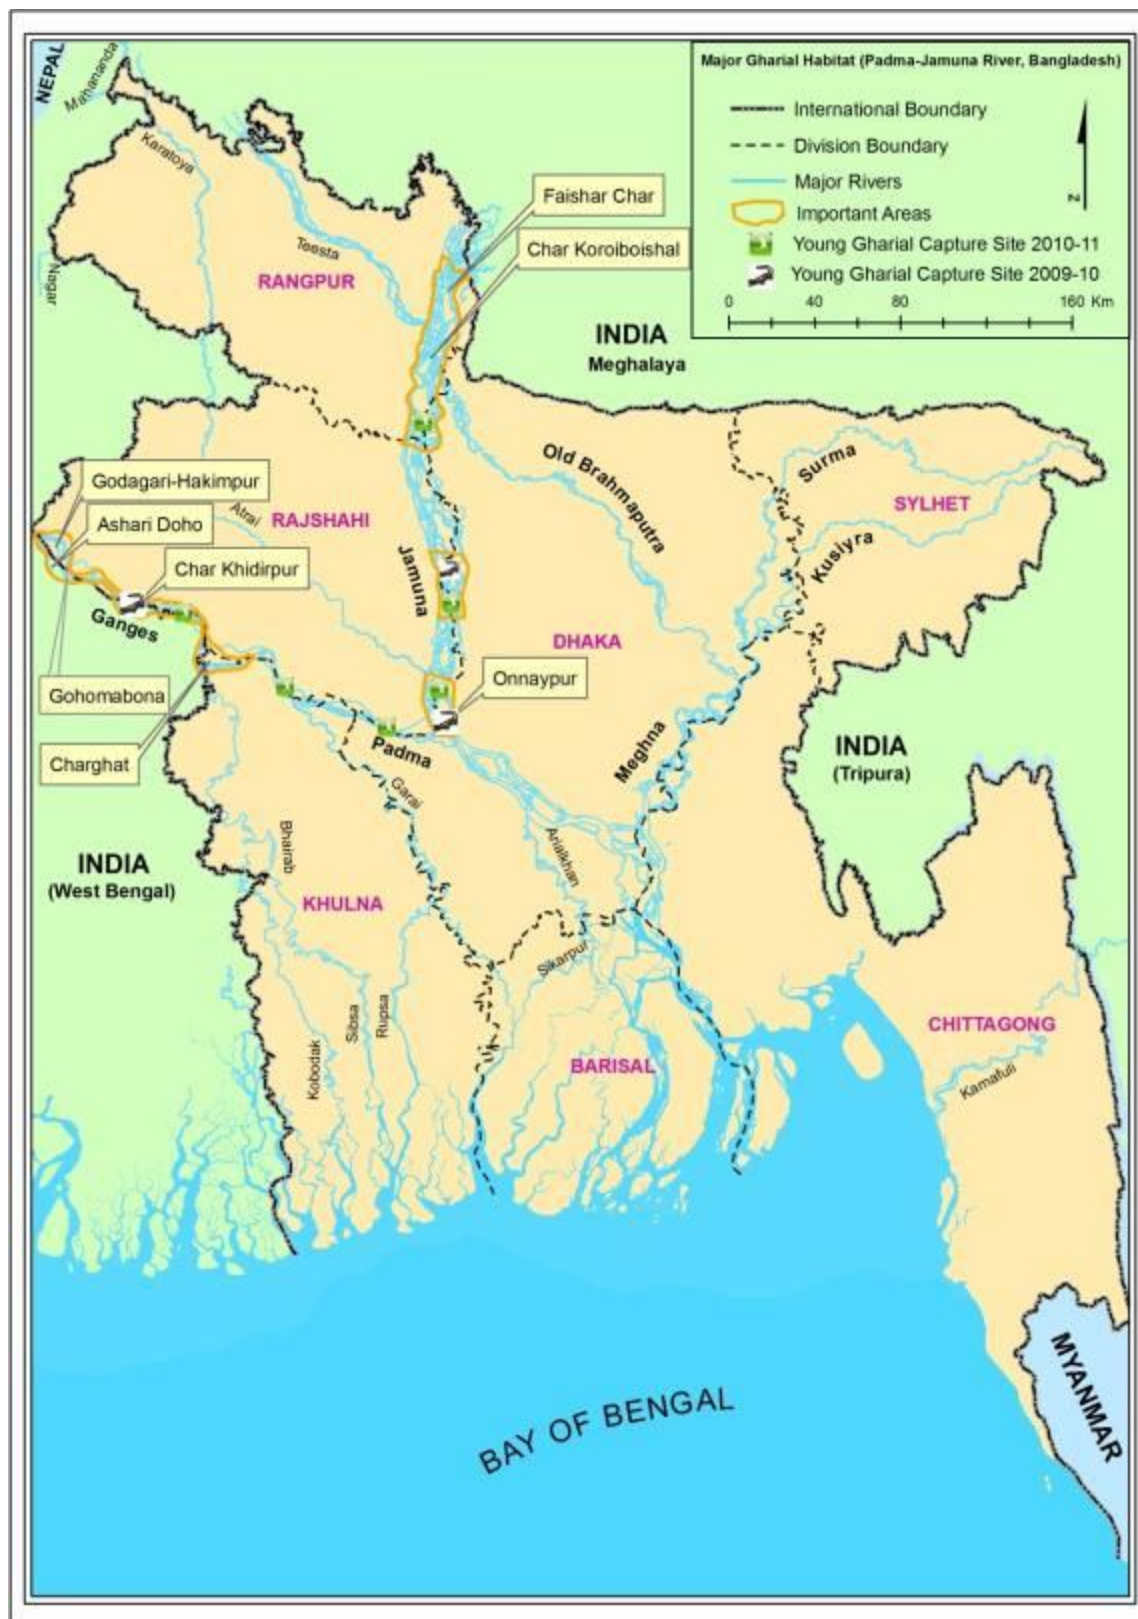 Major Gharial Habitat (Padma-Jamuna River, Bangladesh)
International Boundary
Division Boundary
Major Rivers
Important Areas
Young Gharial Capture Site 2010-11
Young Gharial Capture Site 2009-10
0 40 80 160 Km
N
NEPAL
Mahananda
Karatoya
Faishar Char
Char Koroiboishal
Teesta
Nagar
RANGPUR
INDIA
Meghalaya
Old Brahmaputra
Surma
Godagari-Hakimpur
SYLHET
Atrai
RAJSHAHI
Ashari Doho
Kusiyra
Char Khidirpur
Jamuna
Ganges
DHAKA
Onnaypur
Gohomabona
Charghat
Padma
Meghna
INDIA
(Tripura)
Garai
Bhairab
Arialkhan
INDIA
(West Bengal)
KHULNA
Sikarpur
Sibsa
Rupsa
CHITTAGONG
Kobodak
BARISAL
Karnafuli
BAY OF BENGAL
MYANMAR